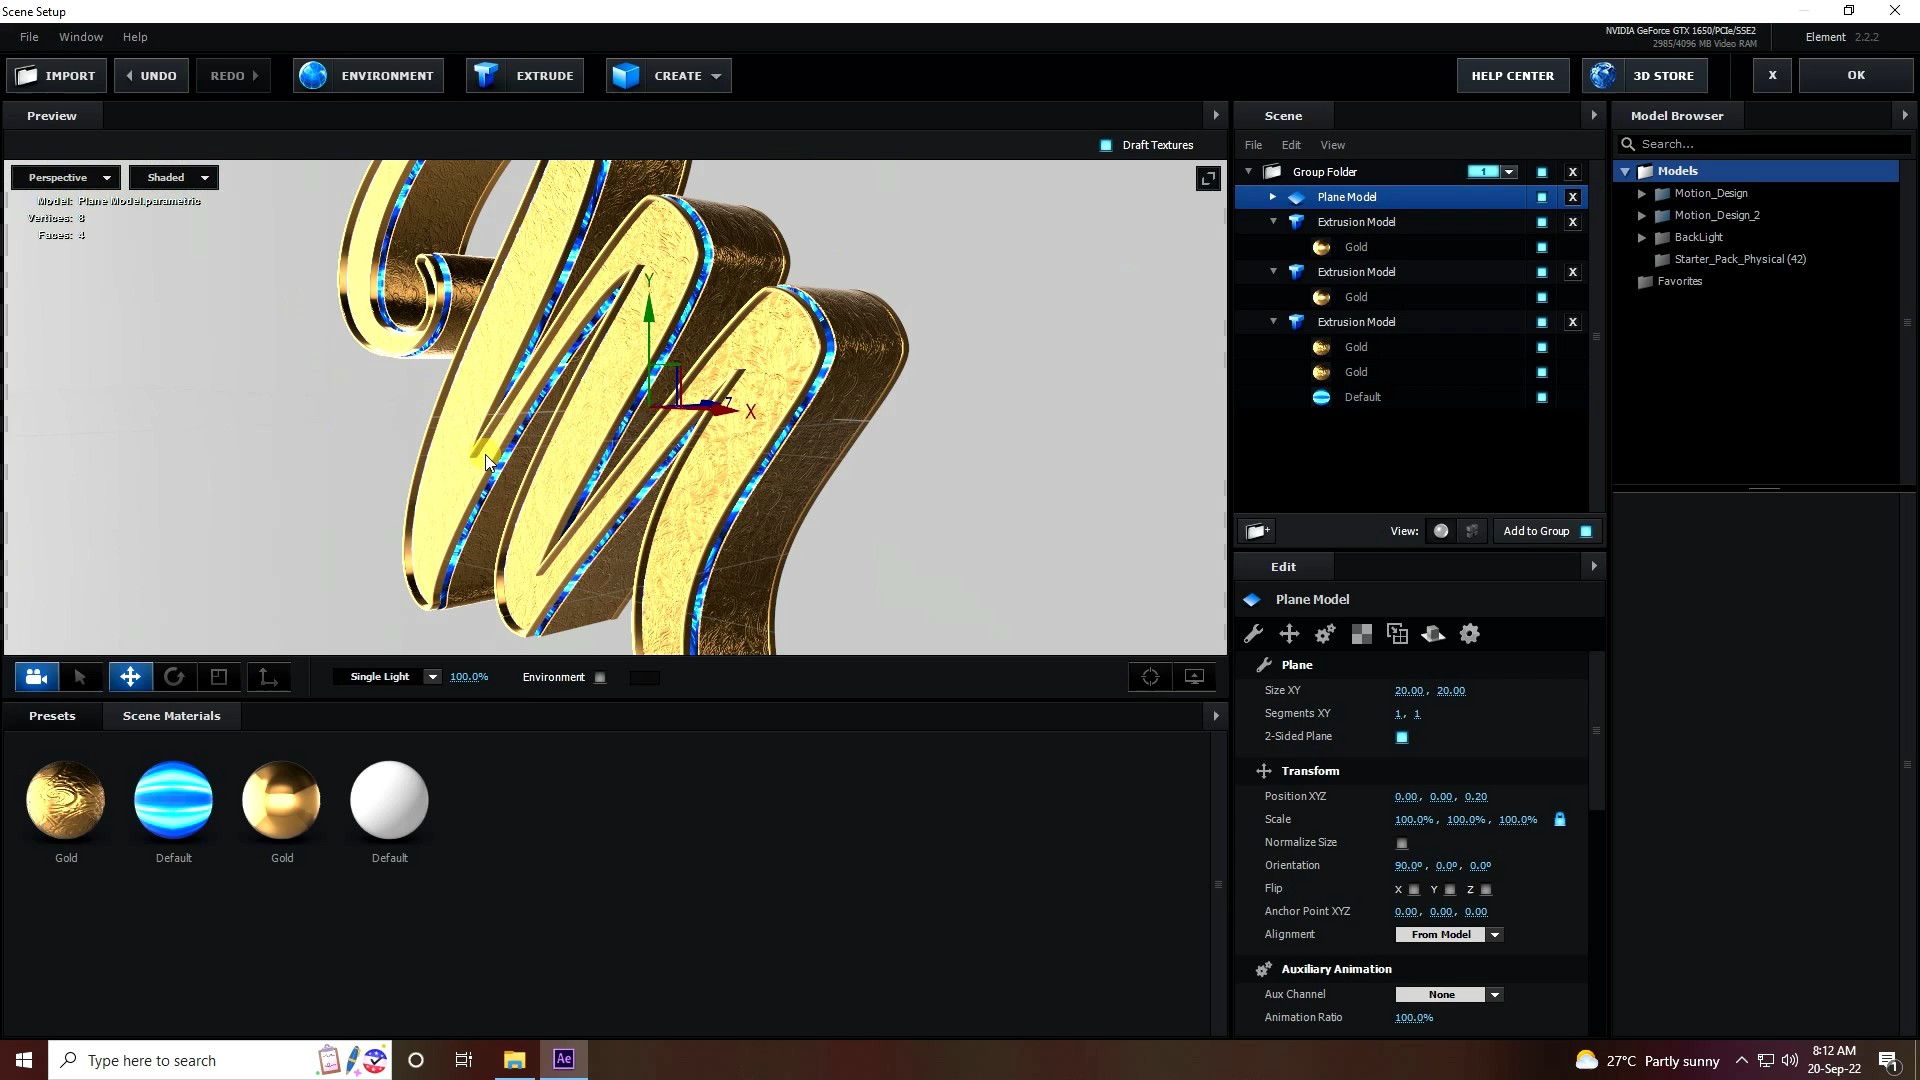 Scene Setup
File Window Help
NVIDIA GeForce GTX 1650/PCIe/SSE2
2985/4096 MB Video RAM
Element 2.2.2
IMPORT UNDO REDO ENVIRONMENT EXTRUDE CREATE HELP CENTER 3D STORE X OK
Preview
Draft Textures
Perspective Shaded
Model: Plane Model.parametric
Vertices: 8
Faces: 4
Y
Z
X
Single Light 100.0% Environment
Presets Scene Materials
Gold Default Gold Default
Scene
File Edit View
Group Folder 1 X
Plane Model X
Extrusion Model X
Gold
Extrusion Model X
Gold
Extrusion Model X
Gold
Gold
Default
View: Add to Group
Edit
Plane Model
Plane
Size XY 20.00, 20.00
Segments XY 1, 1
2-Sided Plane
Transform
Position XYZ 0.00, 0.00, 0.20
Scale 100.0%, 100.0%, 100.0%
Normalize Size
Orientation 90.0º, 0.0º, 0.0º
Flip X Y Z
Anchor Point XYZ 0.00, 0.00, 0.00
Alignment From Model
Auxiliary Animation
Aux Channel None
Animation Ratio 100.0%
Model Browser
Search...
Models
Motion_Design
Motion_Design_2
BackLight
Starter_Pack_Physical (42)
Favorites
Type here to search
Ae
27°C Partly sunny
8:12 AM
20-Sep-22
1